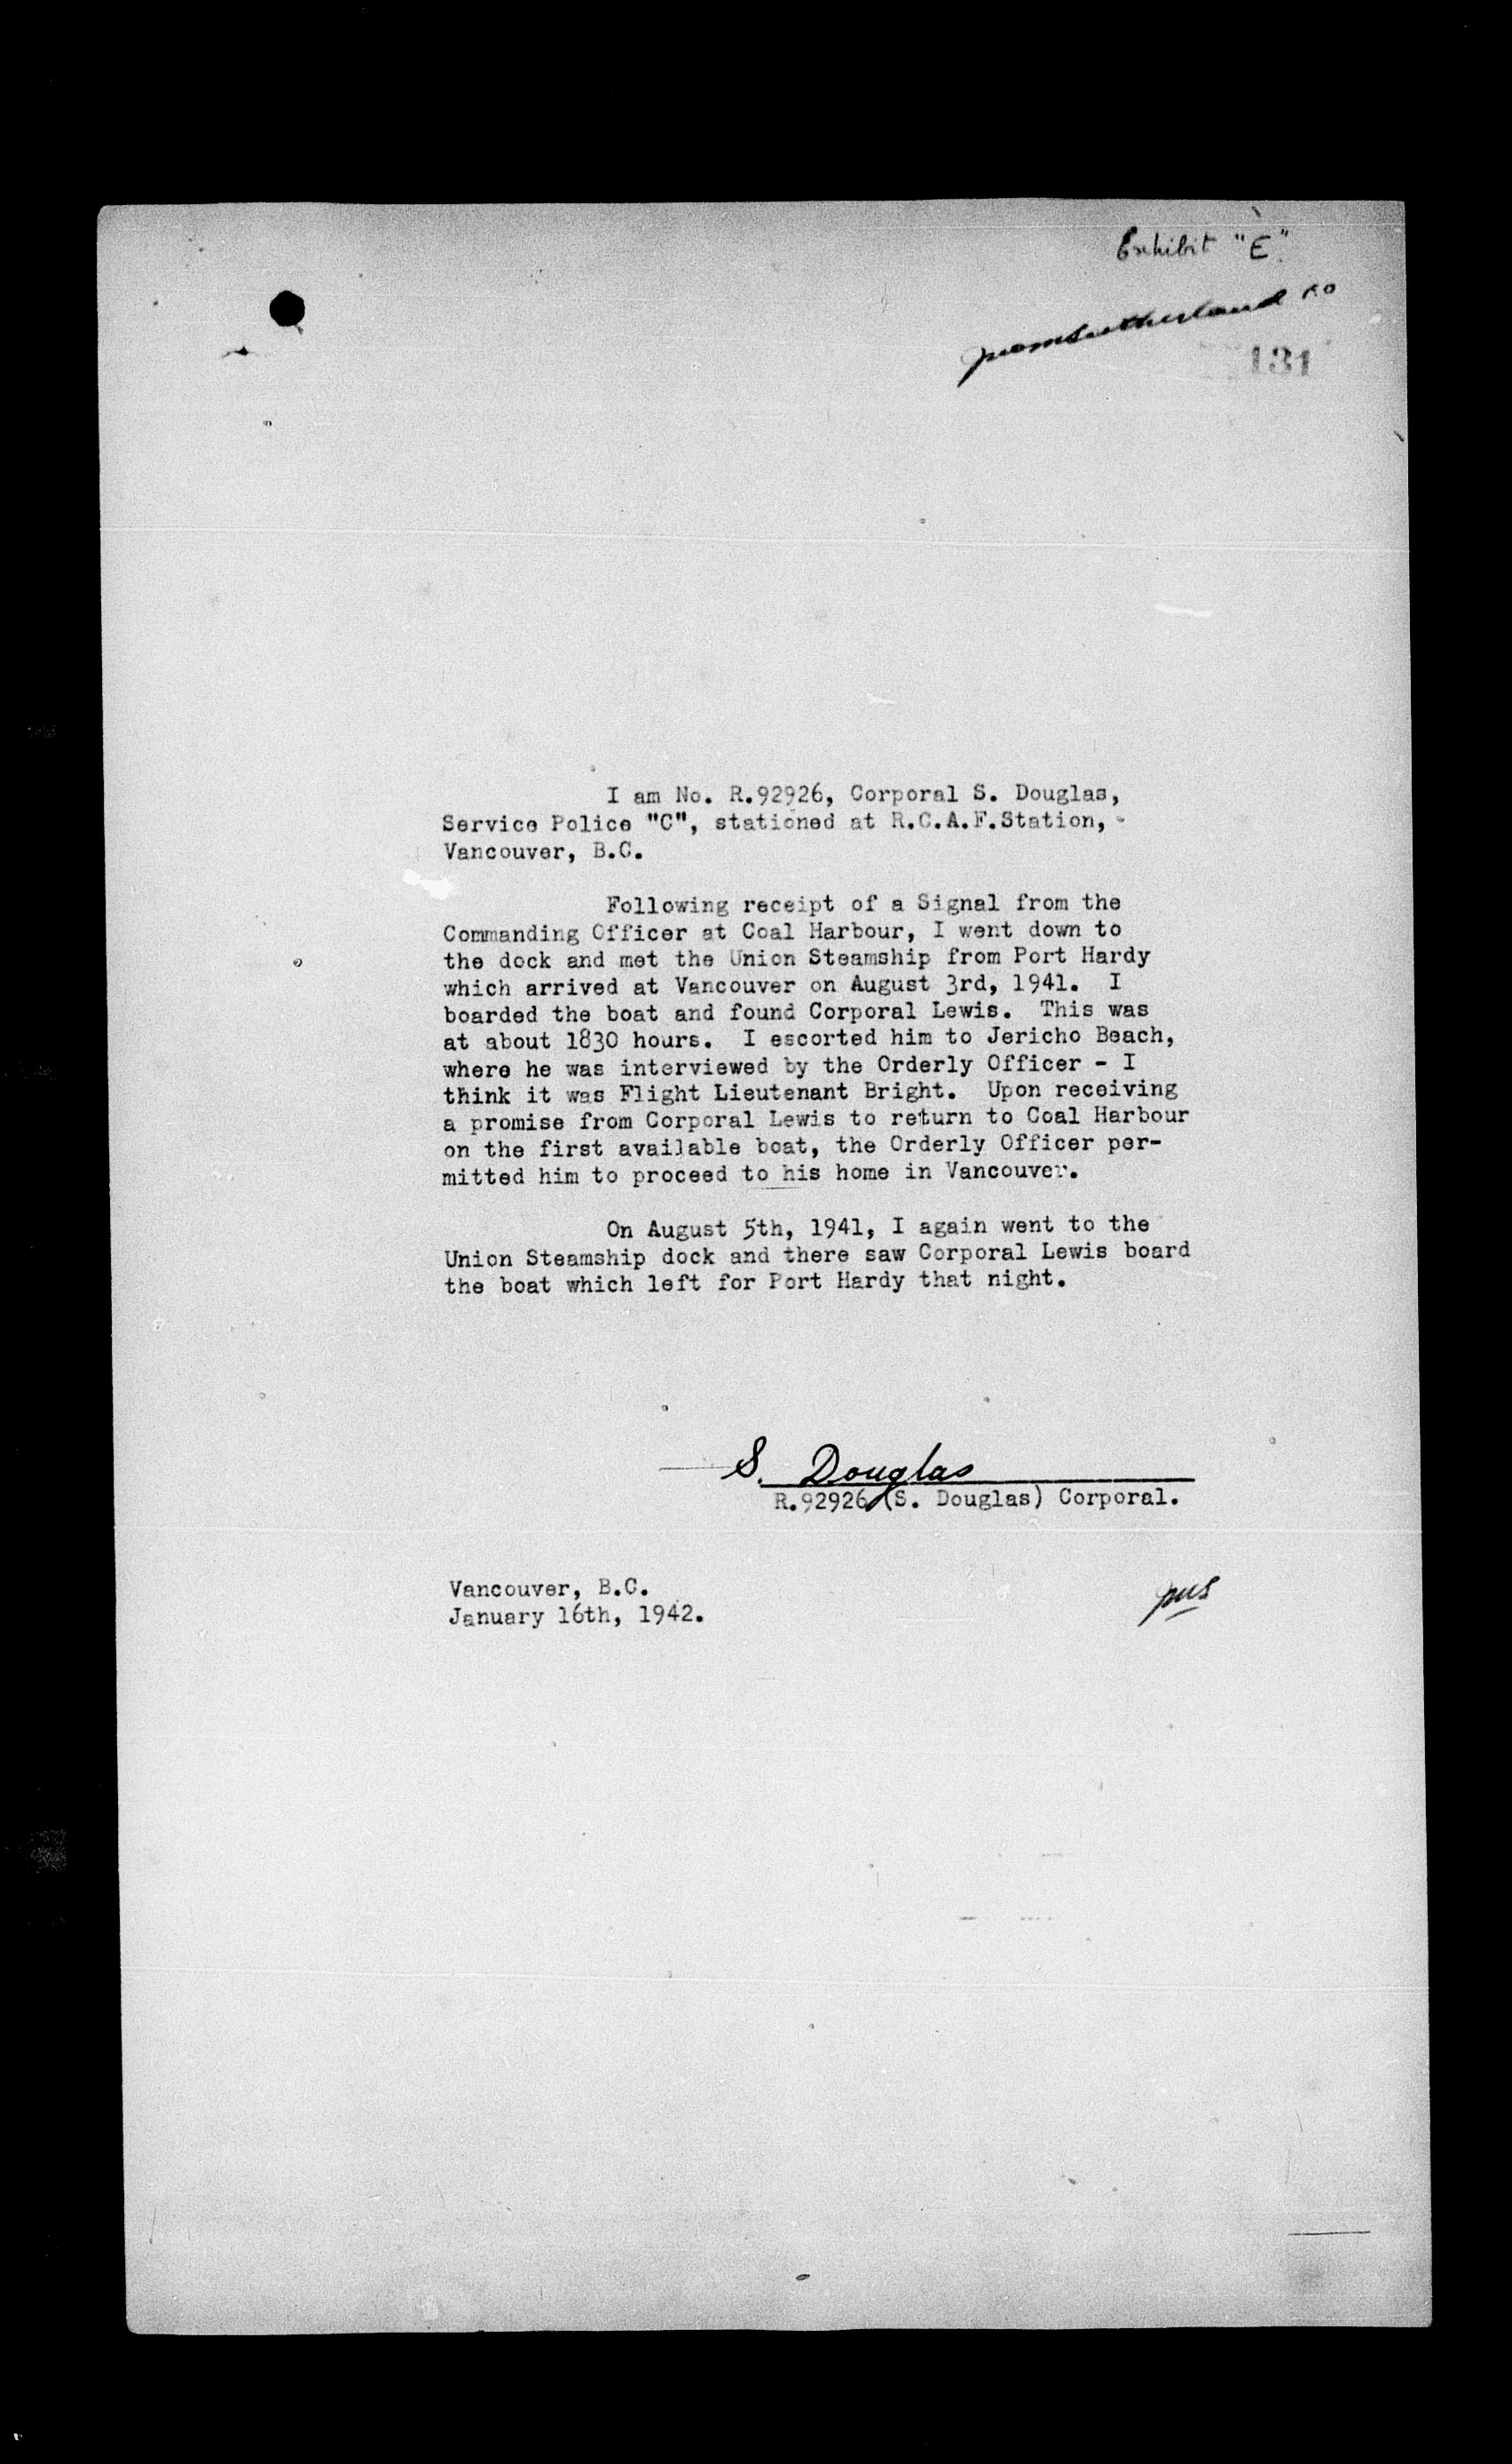 Exhibit "E"
131
I am No. R.92926, Corporal S. Douglas,
Service Police "C", stationed at R.C.A.F.Station,
Vancouver, B.C.
Following receipt of a Signal from the
Commanding Officer at Coal Harbour, I went down to
the dock and met the Union Steamship from Port Hardy
which arrived at Vancouver on August 3rd, 1941. I
boarded the boat and found Corporal Lewis. This was
at about 1830 hours. I escorted him to Jericho Beach,
where he was interviewed by the Orderly Officer - I
think it was Flight Lieutenant Bright. Upon receiving
a promise from Corporal Lewis to return to Coal Harbour
on the first available boat, the Orderly Officer per-
mitted him to proceed to his home in Vancouver.
On August 5th, 1941, I again went to the
Union Steamship dock and there saw Corporal Lewis board
the boat which left for Port Hardy that night.
S. Douglas
R.92926 (S. Douglas) Corporal.
Vancouver, B.C.
January 16th, 1942.